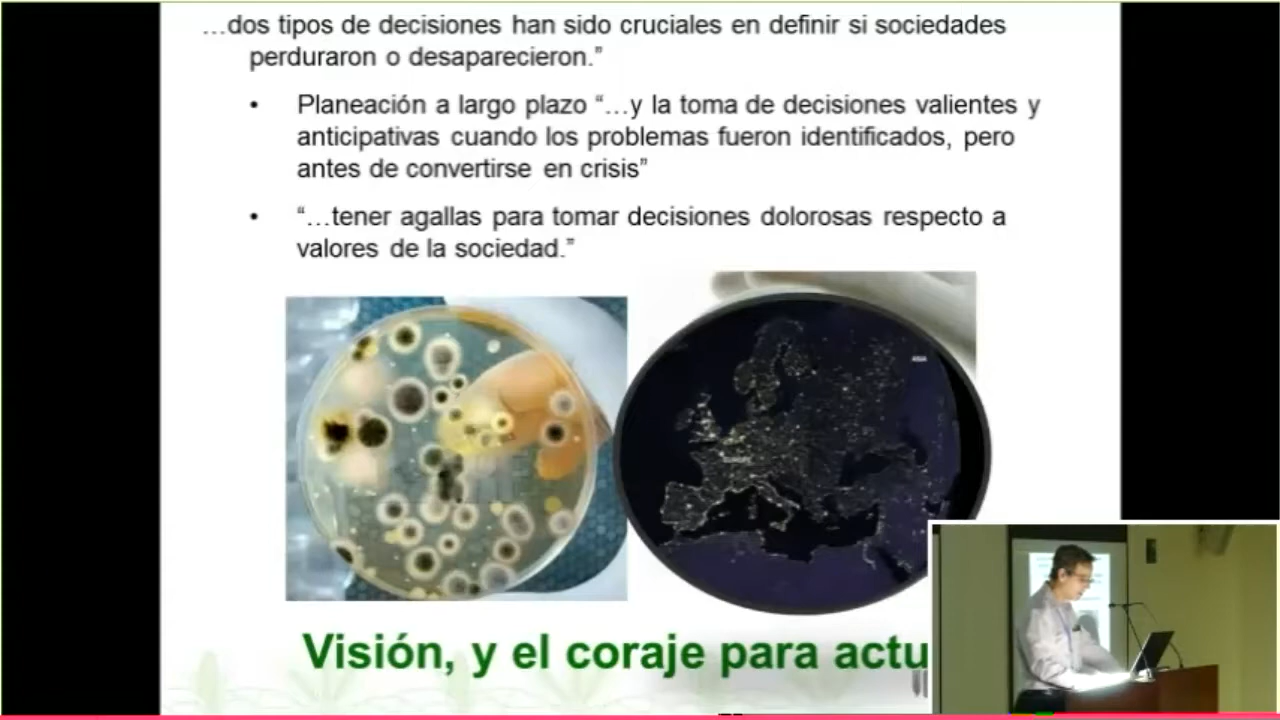 …dos tipos de decisiones han sido cruciales en definir si sociedades
perduraron o desaparecieron.”
• Planeación a largo plazo “…y la toma de decisiones valientes y
anticipativas cuando los problemas fueron identificados, pero
antes de convertirse en crisis”
• “…tener agallas para tomar decisiones dolorosas respecto a
valores de la sociedad.”
ASIA
EUROPE
Visión, y el coraje para actu